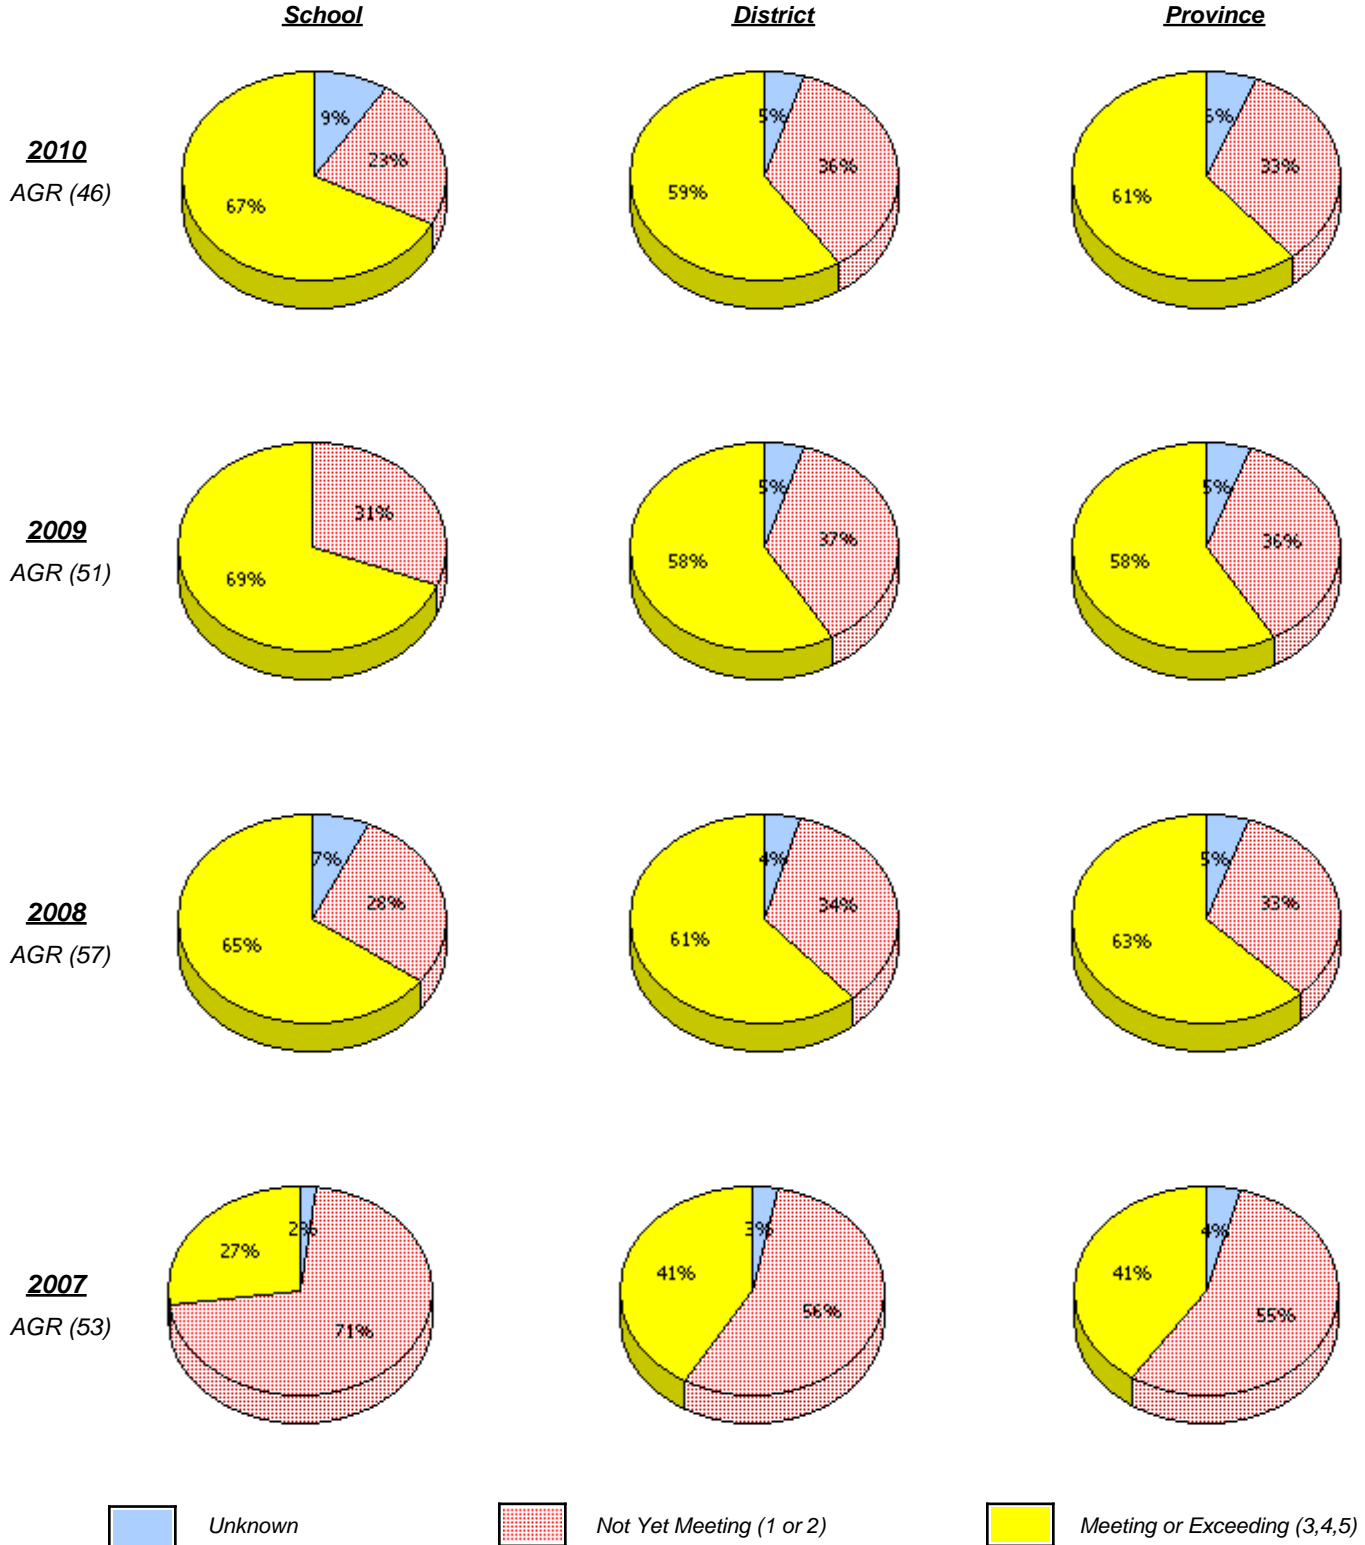 School District Province
9% 5% 6%
2010 23% 36% 33%
AGR (46) 67% 59% 61%
5% 5%
2009 31% 37% 36%
AGR (51) 69% 58% 58%
7% 4% 5%
2008 28% 34% 33%
AGR (57) 65% 61% 63%
2% 3% 4%
27% 41% 41%
2007 71% 56% 55%
AGR (53)
Unknown Not Yet Meeting (1 or 2) Meeting or Exceeding (3,4,5)